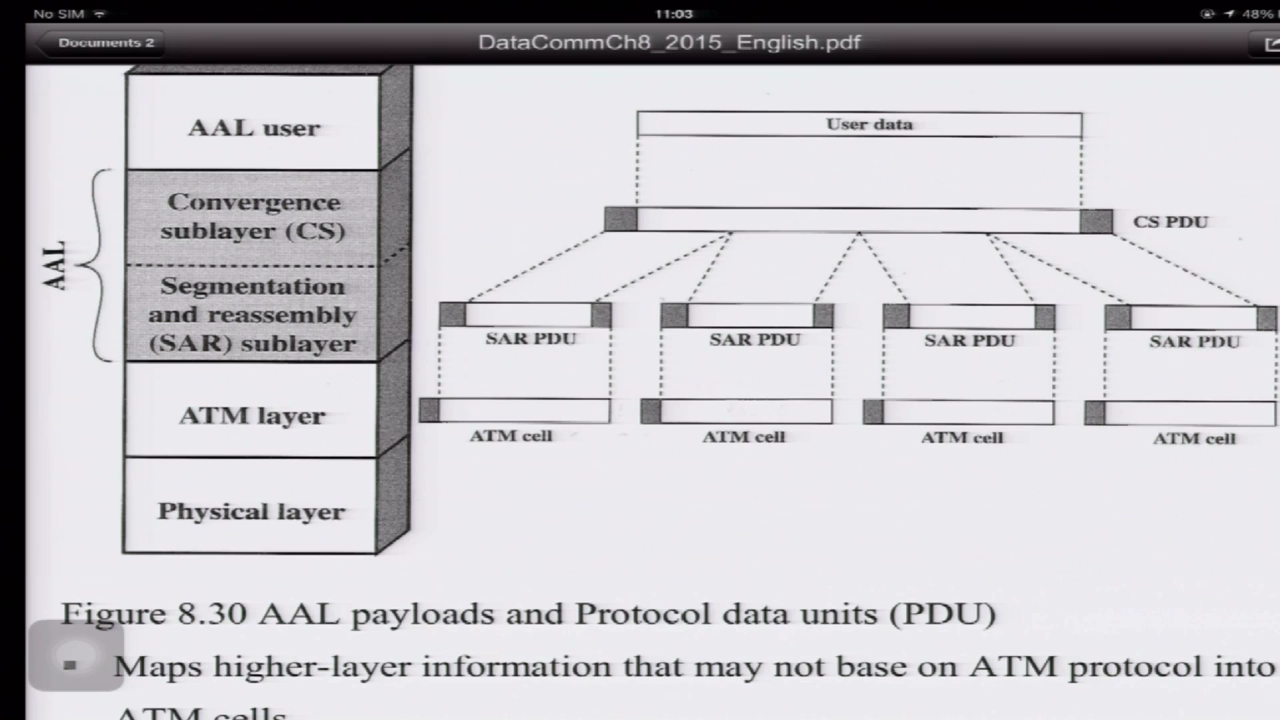 No SIM
11:03
48%
Documents 2
DataCommCh8_2015_English.pdf
AAL user
Convergence
sublayer (CS)
Segmentation
and reassembly
(SAR) sublayer
ATM layer
Physical layer
AAL
User data
CS PDU
SAR PDU SAR PDU SAR PDU SAR PDU
ATM cell ATM cell ATM cell ATM cell
Figure 8.30 AAL payloads and Protocol data units (PDU)
▪ Maps higher-layer information that may not base on ATM protocol into
ATM cells